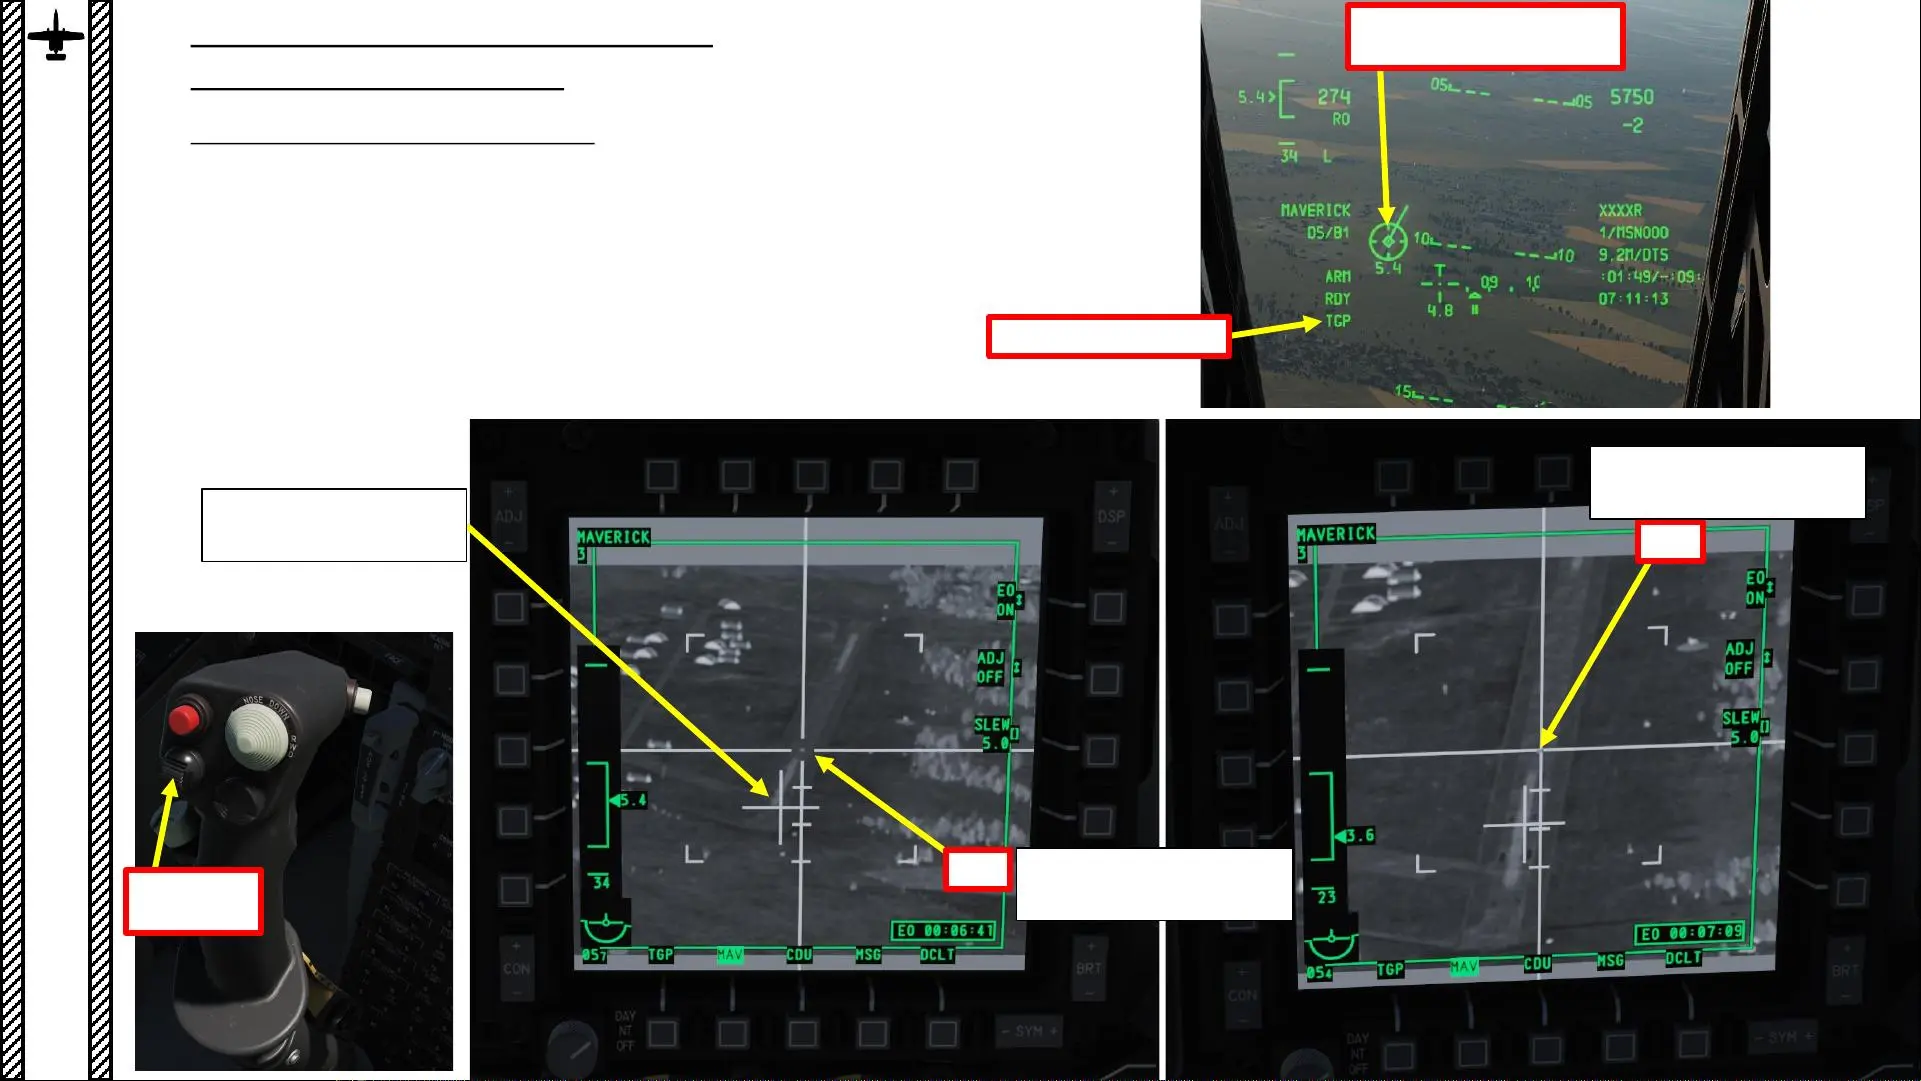 05
05
5.4
274
RO
5750
-2
34 L
MAVERICK
D5/B1
XXXXR
1/MSN000
9.2M/DTS
:01:49/-:09:
07:11:13
10
10
5.4
T
09
10
ARM
RDY
TGP
4.8
15
ADJ
DSP
MAVERICK
3
EO
ON
ADJ
OFF
SLEW
5.0
5.4
34
EO 00:06:41
057
TGP
MAV
CDU
MSG
DCLT
CON
BRT
DAY
NT
OFF
- SYM +
ADJ
MAVERICK
3
EO
ON
ADJ
OFF
SLEW
5.0
3.6
23
EO 00:07:09
054
TGP
MAV
CDU
MSG
DCLT
CON
BRT
DAY
NT
OFF
- SYM +
NOSE DOWN